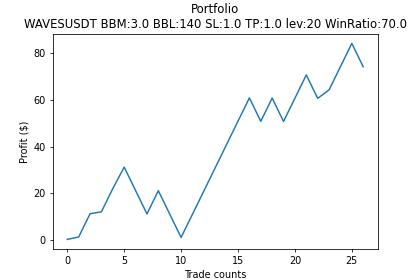 Portfolio
WAVESUSDT BBM:3.0 BBL:140 SL:1.0 TP:1.0 lev:20 WinRatio:70.0
80
60
40
20
0
Profit ($)
0 5 10 15 20 25
Trade counts